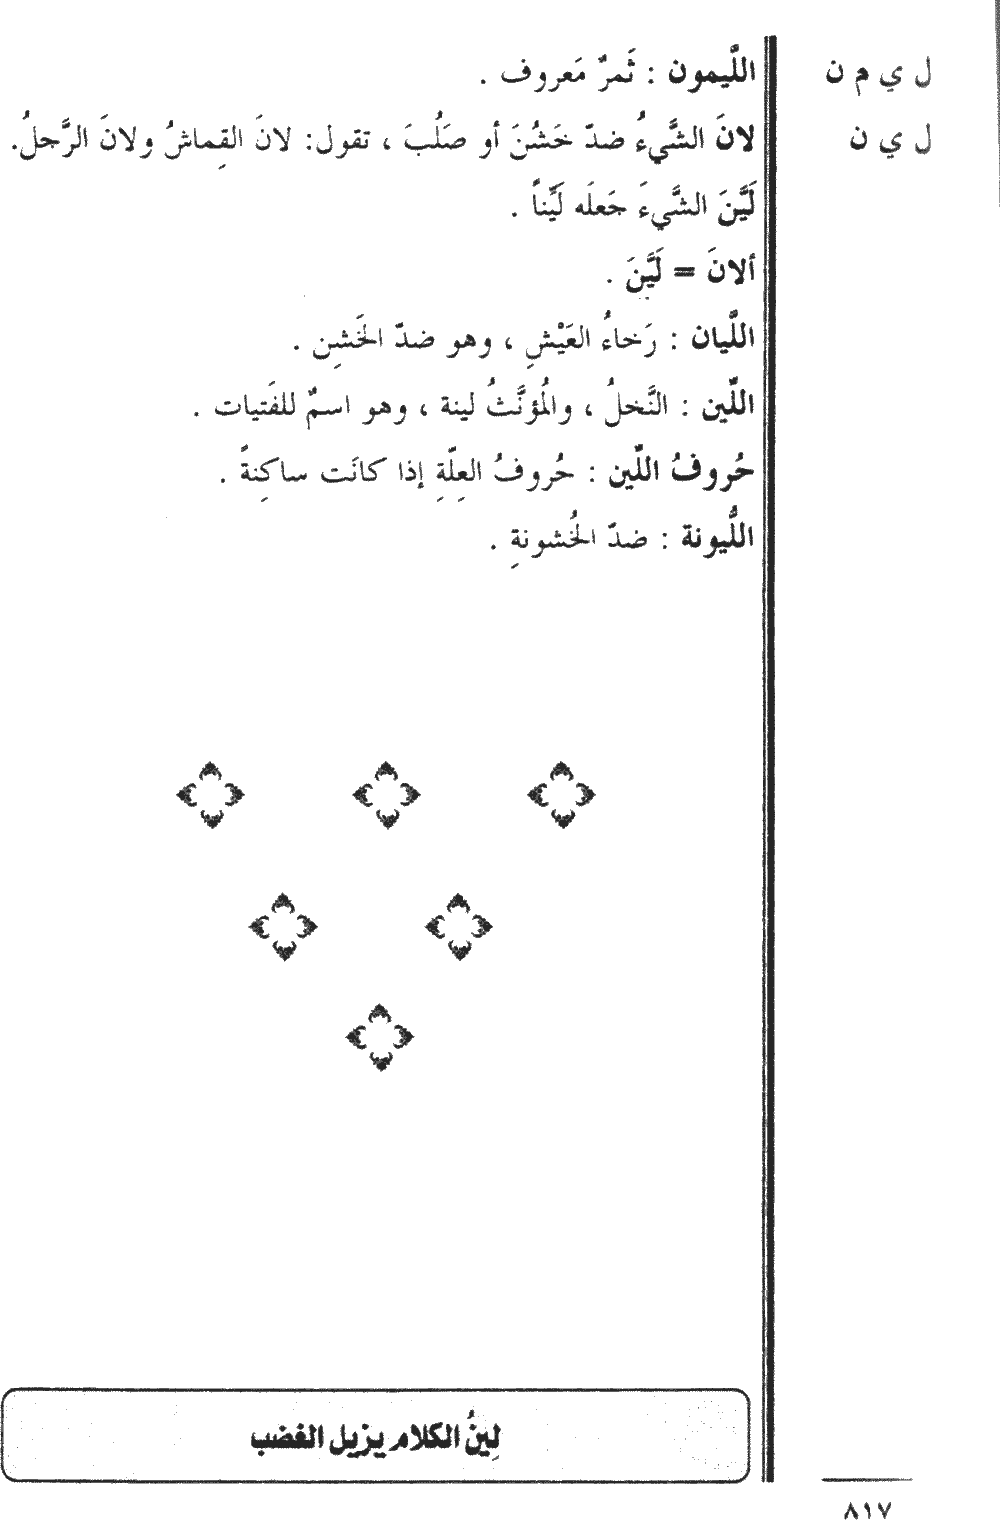 ل ي م ن اللَّيمون : ثَمرٌ مَعروف .
ل ي ن لانَ الشَّيءُ ضدّ خَشُنَ أو صَلُبَ ، تقول: لانَ القِماشُ ولانَ الرَّحلُ.
لَيَّنَ الشَّيءَ جَعلَه لَيِّناً .
ألانَ = لَيَّنَ .
اللَّيان : رَخاءُ العَيْشِ ، وهو ضدّ الخَشِن .
اللّين : النَّخلُ ، والمُؤنَّثُ لينة ، وهو اسمٌ للفَتيات .
حُروفُ اللّين : حُروفُ العِلّةِ إذا كانَت ساكِنةً .
اللُّيونة : ضدّ الخُشونةِ .
لِينُ الكلام يزيل الغضب
٨١٧